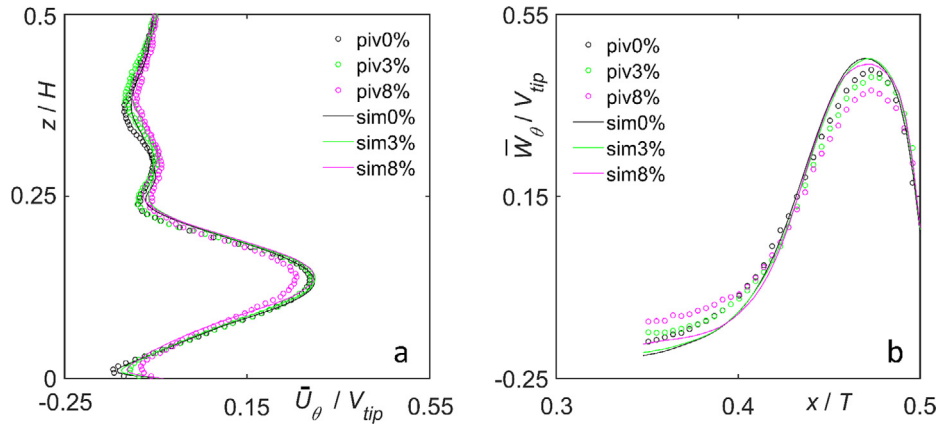 0.5
z / H
0.25
0
piv0%
piv3%
piv8%
sim0%
sim3%
sim8%
a
-0.25
0.15
0.55
Ū_θ / V_tip
0.55
W̄_θ / V_tip
0.15
-0.25
piv0%
piv3%
piv8%
sim0%
sim3%
sim8%
b
0.3
0.4
x / T
0.5